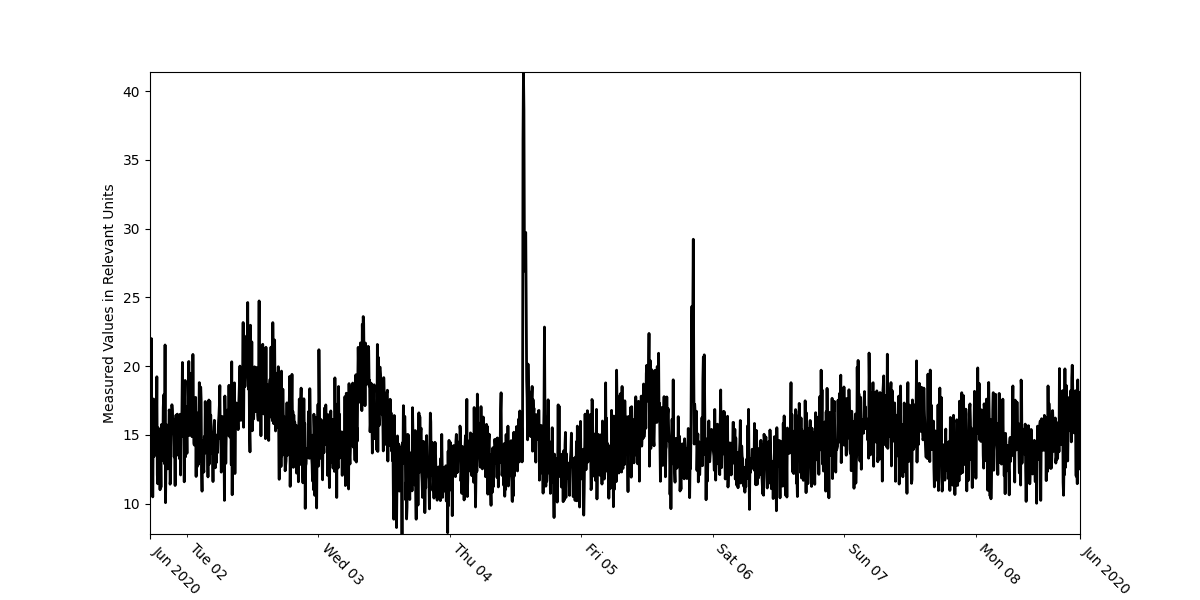 40
35
30
25
20
15
10
Measured Values in Relevant Units
Jun 2020
Tue 02
Wed 03
Thu 04
Fri 05
Sat 06
Sun 07
Mon 08
Jun 2020